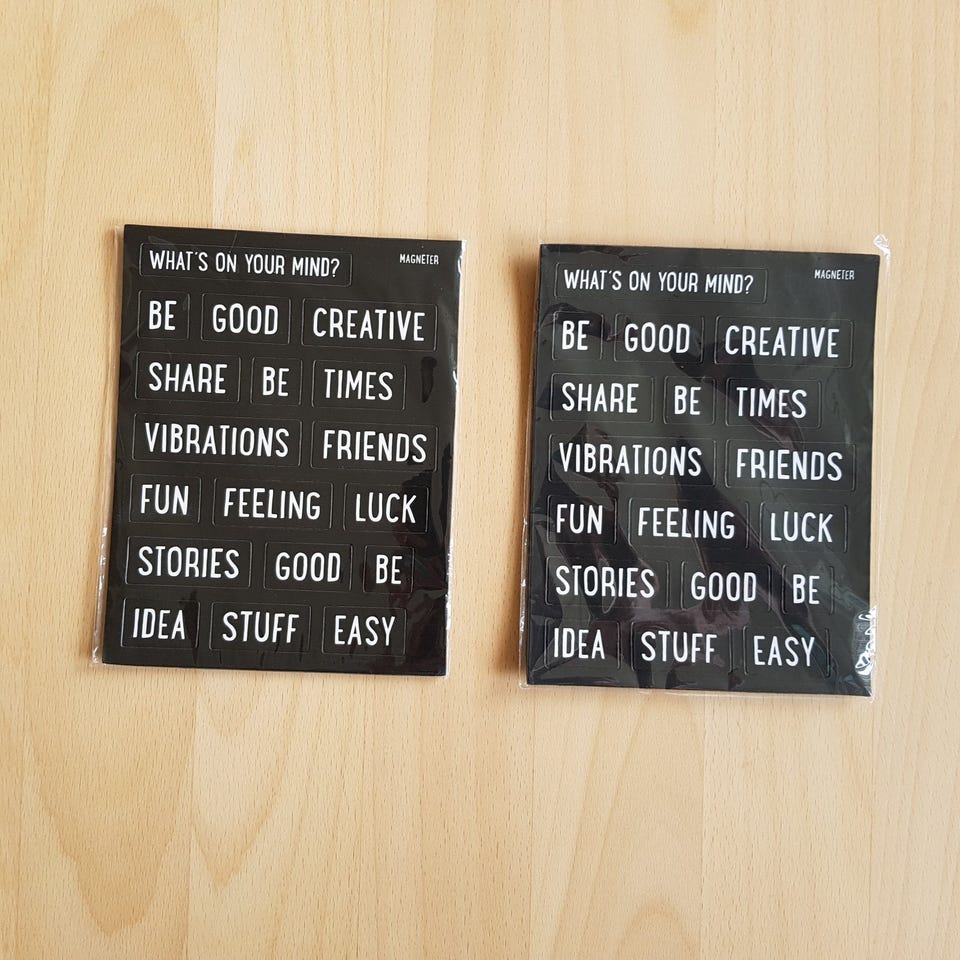 WHAT'S ON YOUR MIND? MAGNETER
BE GOOD CREATIVE
SHARE BE TIMES
VIBRATIONS FRIENDS
FUN FEELING LUCK
STORIES GOOD BE
IDEA STUFF EASY
WHAT'S ON YOUR MIND? MAGNETER
BE GOOD CREATIVE
SHARE BE TIMES
VIBRATIONS FRIENDS
FUN FEELING LUCK
STORIES GOOD BE
IDEA STUFF EASY